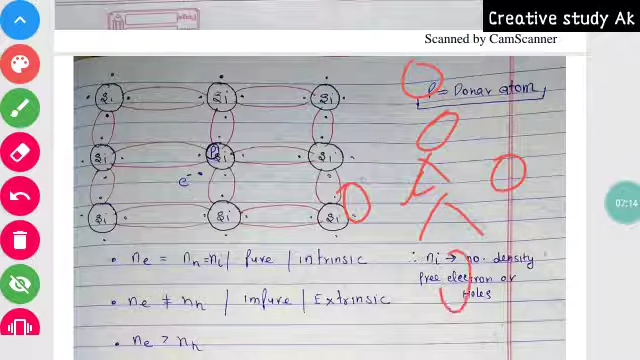 Creative study Ak
Scanned by CamScanner
Si Si Si
P = Donar atom
Si P Si Si
e⁻
Si Si Si
07:14
• ne = nh = ni | Pure | intrinsic
∴ ni → no. density
free electron or
Holes
• ne ≠ nh | impure | Extrinsic
• ne > nh